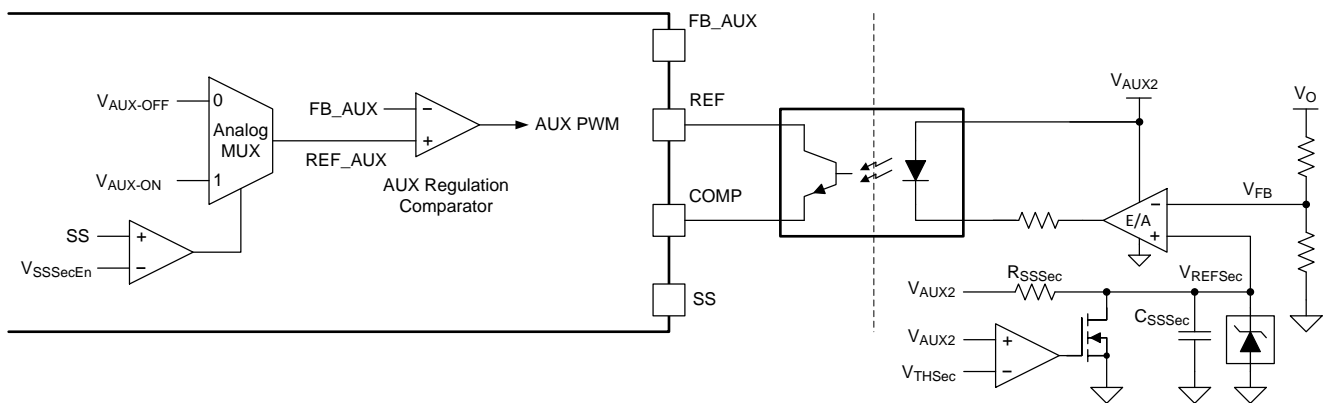 FB_AUX
V_AUX-OFF
0
Analog
MUX
FB_AUX
−
+
AUX PWM
REF
REF_AUX
V_AUX-ON
1
AUX Regulation
Comparator
COMP
SS
+
V_SSSecEn
−
SS
V_AUX2
V_O
V_FB
−
E/A
+
V_REFSec
R_SSSec
V_AUX2
C_SSSec
V_AUX2
+
V_THSec
−